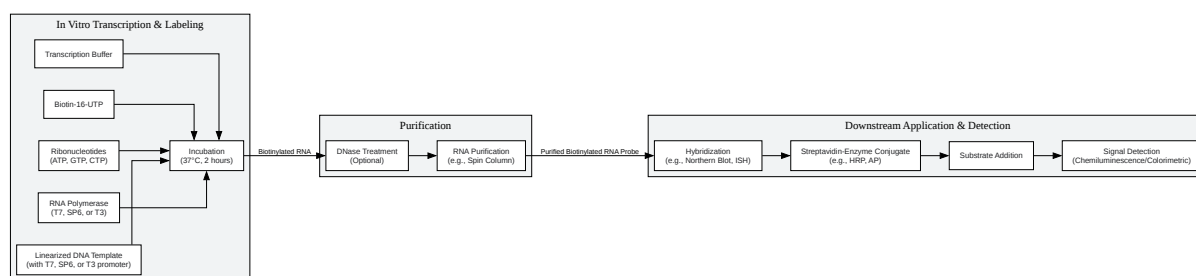 In Vitro Transcription & Labeling
Transcription Buffer
Biotin-16-UTP
Ribonucleotides
(ATP, GTP, CTP)
Incubation
(37°C, 2 hours)
RNA Polymerase
(T7, SP6, or T3)
Linearized DNA Template
(with T7, SP6, or T3 promoter)
Biotinylated RNA
Purification
DNase Treatment
(Optional)
RNA Purification
(e.g., Spin Column)
Purified Biotinylated RNA Probe
Downstream Application & Detection
Hybridization
(e.g., Northern Blot, ISH)
Streptavidin-Enzyme Conjugate
(e.g., HRP, AP)
Substrate Addition
Signal Detection
(Chemiluminescence/Colorimetric)